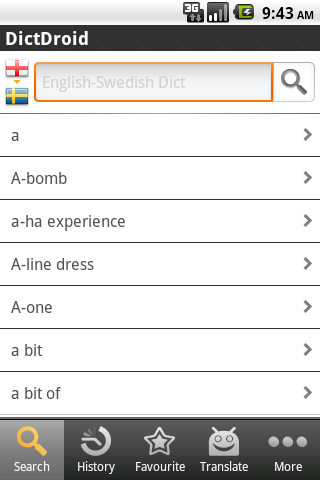 3G 9:43 AM
DictDroid
English-Swedish Dict
a
A-bomb
a-ha experience
A-line dress
A-one
a bit
a bit of
Search History Favourite Translate More